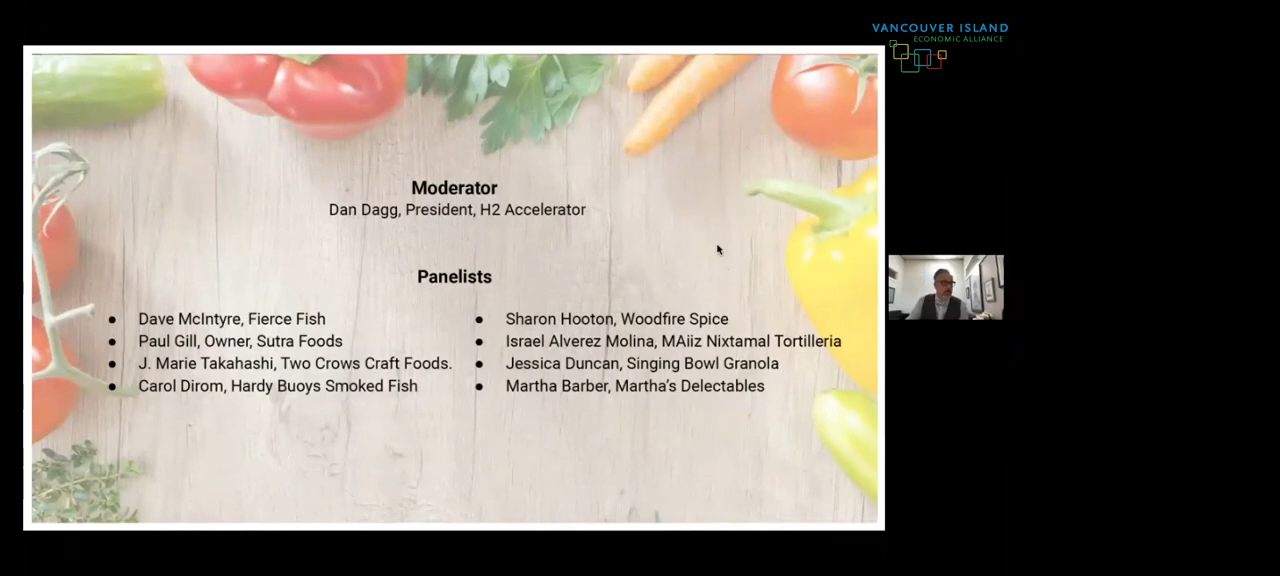 VANCOUVER ISLAND
ECONOMIC ALLIANCE
Moderator
Dan Dagg, President, H2 Accelerator
Panelists
● Dave McIntyre, Fierce Fish
● Paul Gill, Owner, Sutra Foods
● J. Marie Takahashi, Two Crows Craft Foods.
● Carol Dirom, Hardy Buoys Smoked Fish
● Sharon Hooton, Woodfire Spice
● Israel Alverez Molina, MAiiz Nixtamal Tortilleria
● Jessica Duncan, Singing Bowl Granola
● Martha Barber, Martha’s Delectables